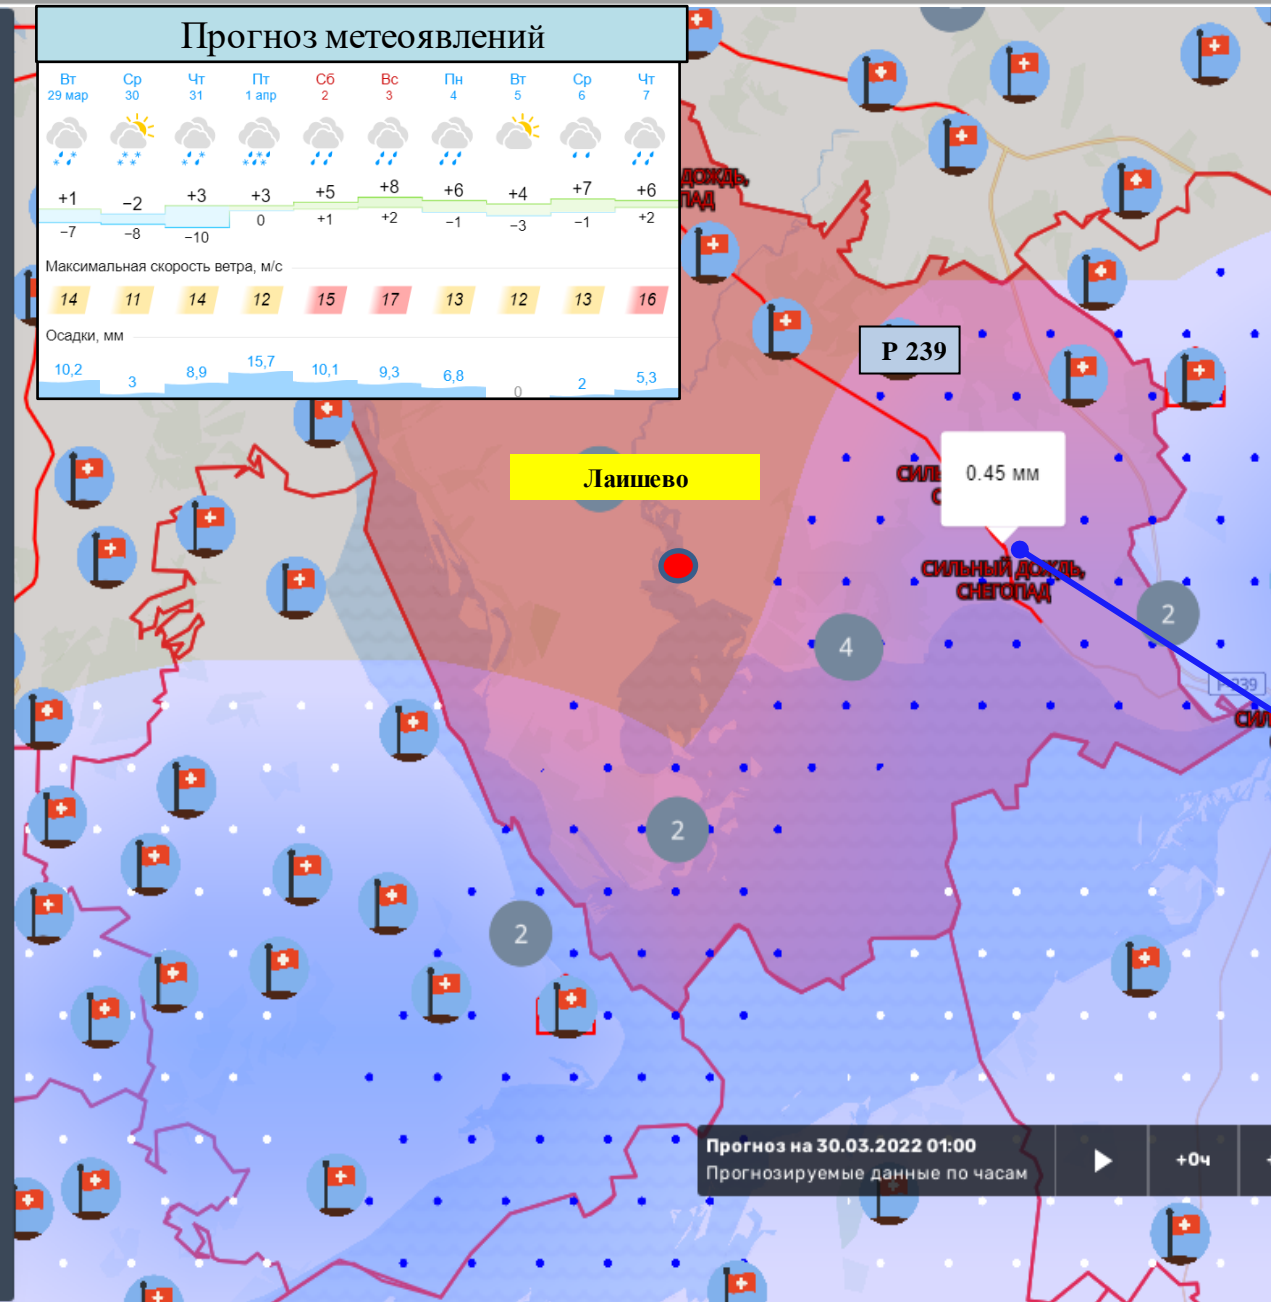 Прогноз метеоявлений
Вт Ср Чт Пт Сб Вс Пн Вт Ср Чт
29 мар 30 31 1 апр 2 3 4 5 6 7
+1 −2 +3 +3 +5 +8 +6 +4 +7 +6
−7 −8 −10 0 +1 +2 −1 −3 −1 +2
Максимальная скорость ветра, м/с
14 11 14 12 15 17 13 12 13 16
Осадки, мм
10,2 3 8,9 15,7 10,1 9,3 6,8 0 2 5,3
ДОЖДЬ,
ПАД
Р 239
Лаишево
СИЛЬ
С
0.45 мм
СИЛЬНЫЙ ДОЖДЬ,
СНЕГОПАД
2
4
Р 239
СИЛ
2
2
Прогноз на 30.03.2022 01:00
Прогнозируемые данные по часам
+0ч